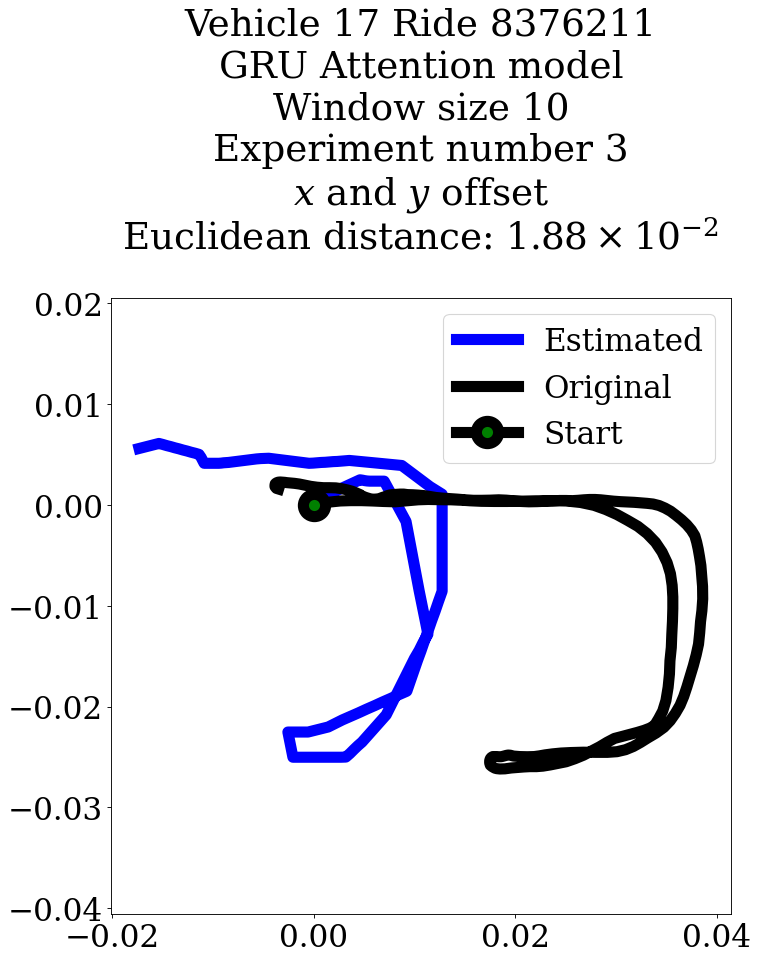 Vehicle 17 Ride 8376211
GRU Attention model
Window size 10
Experiment number 3
x and y offset
Euclidean distance: 1.88 × 10⁻²
Estimated
Original
Start
0.02
0.01
0.00
−0.01
−0.02
−0.03
−0.04
−0.02
0.00
0.02
0.04